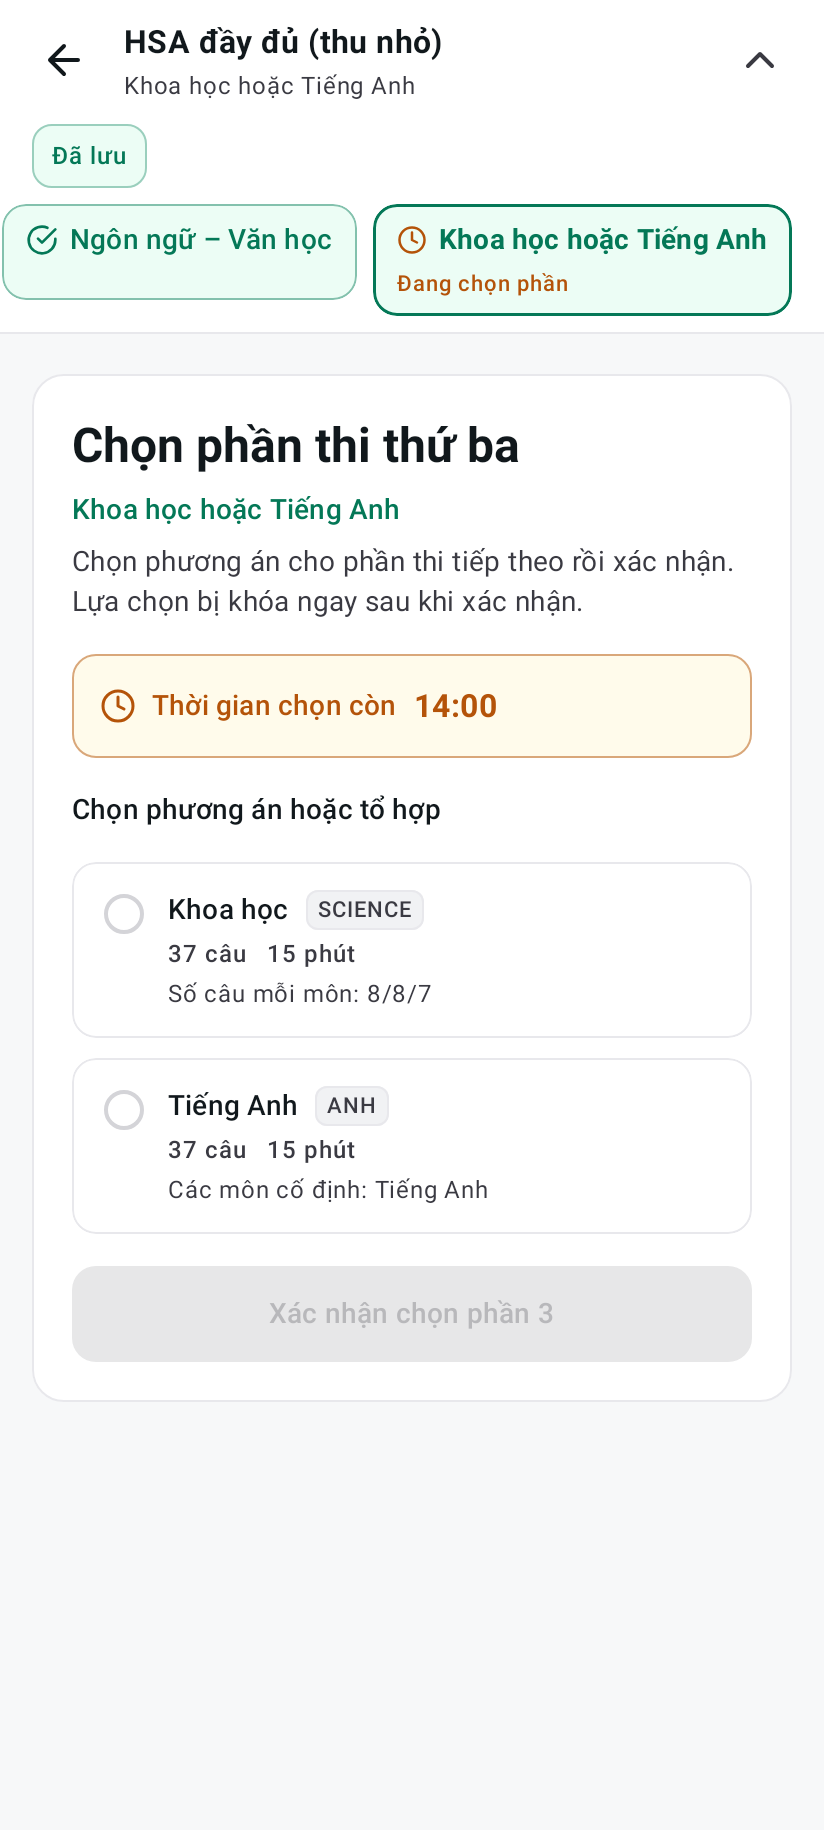 HSA đầy đủ (thu nhỏ)
Khoa học hoặc Tiếng Anh
Đã lưu
Ngôn ngữ – Văn học
Khoa học hoặc Tiếng Anh
Đang chọn phần
Chọn phần thi thứ ba
Khoa học hoặc Tiếng Anh
Chọn phương án cho phần thi tiếp theo rồi xác nhận.
Lựa chọn bị khóa ngay sau khi xác nhận.
Thời gian chọn còn 14:00
Chọn phương án hoặc tổ hợp
Khoa học SCIENCE
37 câu 15 phút
Số câu mỗi môn: 8/8/7
Tiếng Anh ANH
37 câu 15 phút
Các môn cố định: Tiếng Anh
Xác nhận chọn phần 3